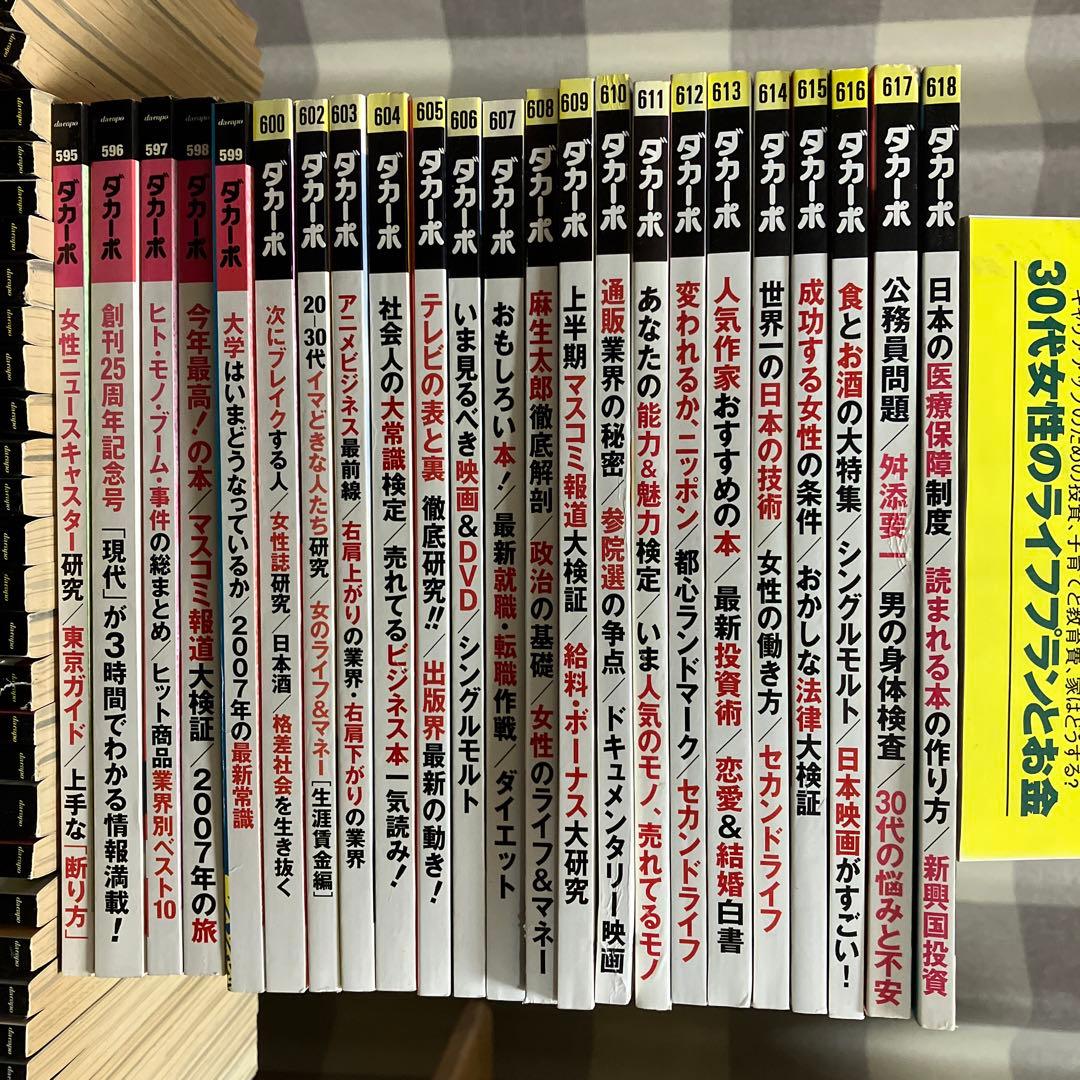 darapo
595
ダカーポ
女性ニュースキャスター研究／東京ガイド 上手な「断り方」
darapo
596
ダカーポ
創刊25周年記念号 「現代」が3時間でわかる情報満載！
darapo
597
ダカーポ
ヒト・モノ・ブーム・事件の総まとめ／ヒット商品業界別ベスト10
darapo
598
ダカーポ
今年最高！の本／マスコミ報道大検証 2007年の旅
darapo
599
ダカーポ
大学はいまどうなっているか／2007年の最新常識
600
ダカーポ
次にブレイクする人／女性誌研究／日本酒／格差社会を生き抜く
602
ダカーポ
20・30代イマどきな人たち研究／女のライフ&マネー［生涯賃金編］
603
ダカーポ
アニメビジネス最前線／右肩上がりの業界・右肩下がりの業界
604
ダカーポ
社会人の大常識検定 売れてるビジネス本一気読み！
605
ダカーポ
テレビの表と裏 徹底研究!!／出版界最新の動き！
606
ダカーポ
いま見るべき映画&DVD／シングルモルト
607
ダカーポ
おもしろい本！／最新就職・転職作戦／ダイエット
608
ダカーポ
麻生太郎徹底解剖／政治の基礎／女性のライフ&マネー
609
ダカーポ
上半期マスコミ報道大検証／給料・ボーナス大研究
610
ダカーポ
通販業界の秘密／参院選の争点／ドキュメンタリー映画
611
ダカーポ
あなたの能力&魅力検定／いま人気のモノ、売れてるモノ
612
ダカーポ
変われるか、ニッポン／都心ランドマーク／セカンドライフ
613
ダカーポ
人気作家おすすめの本／最新投資術／恋愛&結婚白書
614
ダカーポ
世界一の日本の技術／女性の働き方／セカンドライフ
615
ダカーポ
成功する女性の条件／おかしな法律大検証
616
ダカーポ
食とお酒の大特集／シングルモルト／日本映画がすごい！
617
ダカーポ
公務員問題／舛添要一 男の身体検査／30代の悩みと不安
618
ダカーポ
日本の医療保障制度／読まれる本の作り方／新興国投資
キャリアアップのための投資、子育てと教育費、家はどうする？
30代女性のライフプランとお金